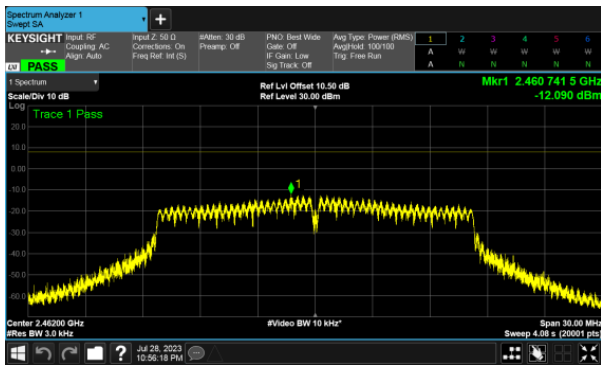 Spectrum Analyzer 1
Swept SA
+
KEYSIGHT Input: RF Input Z: 50 Ω #Atten: 30 dB PNO: Best Wide Avg Type: Power (RMS) 1 2 3 4 5 6
Coupling: AC Corrections: On Preamp: Off Gate: Off Avg|Hold: 100/100 A W W W W W
Align: Auto Freq Ref: Int (S) IF Gain: Low Trig: Free Run
LXI PASS Sig Track: Off A N N N N N
1 Spectrum Ref Lvl Offset 10.50 dB Mkr1 2.460 741 5 GHz
Scale/Div 10 dB Ref Level 30.00 dBm -12.090 dBm
Log
Trace 1 Pass
20.0
10.0
0.00
-10.0
1
-20.0
-30.0
-40.0
-50.0
-60.0
Center 2.46200 GHz #Video BW 10 kHz* Span 30.00 MHz
#Res BW 3.0 kHz Sweep 4.08 s (20001 pts)
? Jul 28, 2023
10:56:18 PM